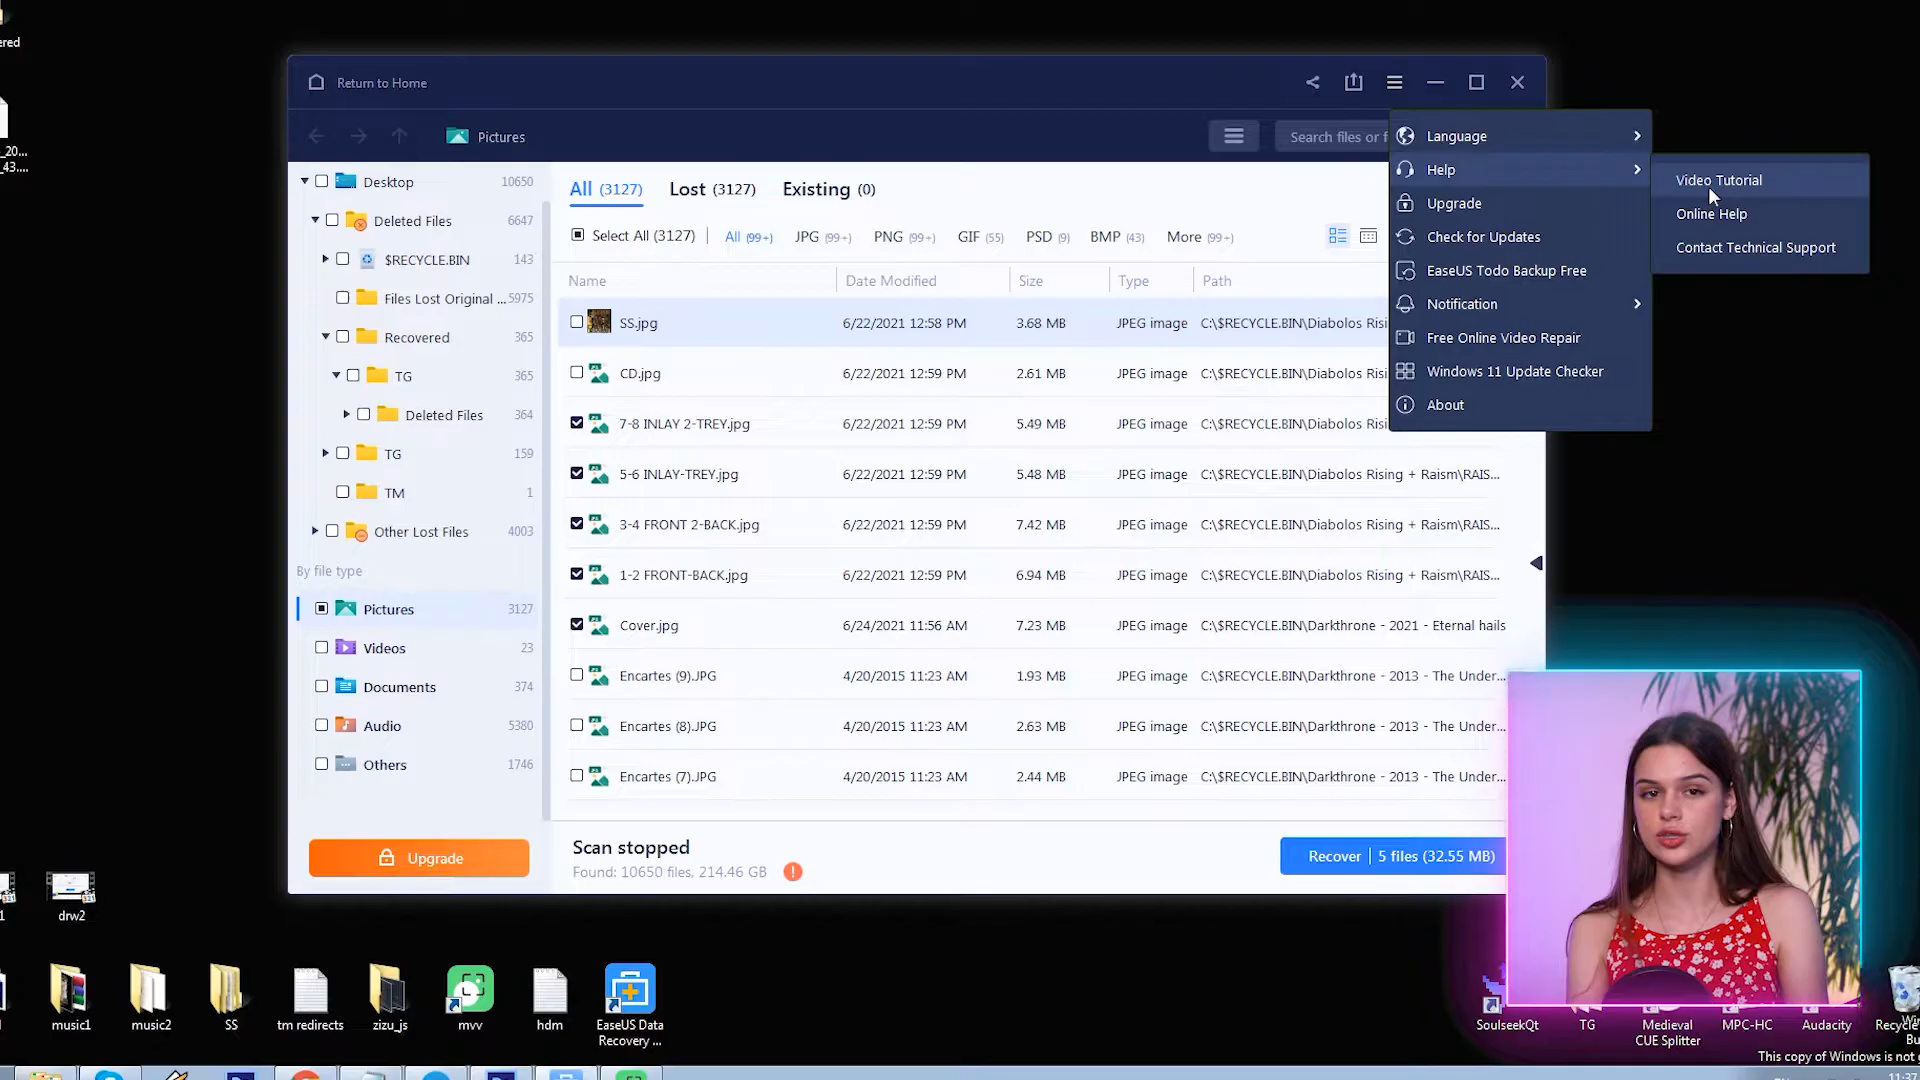 ered
_20...
_43....
Return to Home
Pictures
Search files or f
Language
Help
Upgrade
Check for Updates
EaseUS Todo Backup Free
Notification
Free Online Video Repair
Windows 11 Update Checker
About
Video Tutorial
Online Help
Contact Technical Support
Desktop 10650
Deleted Files 6647
$RECYCLE.BIN 143
Files Lost Original ... 5975
Recovered 365
TG 365
Deleted Files 364
TG 159
TM 1
Other Lost Files 4003
By file type
Pictures 3127
Videos 23
Documents 374
Audio 5380
Others 1746
Upgrade
All (3127) Lost (3127) Existing (0)
Select All (3127) All (99+) JPG (99+) PNG (99+) GIF (55) PSD (9) BMP (43) More (99+)
Name Date Modified Size Type Path
SS.jpg 6/22/2021 12:58 PM 3.68 MB JPEG image C:\$RECYCLE.BIN\Diabolos Risi
CD.jpg 6/22/2021 12:59 PM 2.61 MB JPEG image C:\$RECYCLE.BIN\Diabolos Risi
7-8 INLAY 2-TREY.jpg 6/22/2021 12:59 PM 5.49 MB JPEG image C:\$RECYCLE.BIN\Diabolos Risi
5-6 INLAY-TREY.jpg 6/22/2021 12:59 PM 5.48 MB JPEG image C:\$RECYCLE.BIN\Diabolos Rising + Raism\RAIS...
3-4 FRONT 2-BACK.jpg 6/22/2021 12:59 PM 7.42 MB JPEG image C:\$RECYCLE.BIN\Diabolos Rising + Raism\RAIS...
1-2 FRONT-BACK.jpg 6/22/2021 12:59 PM 6.94 MB JPEG image C:\$RECYCLE.BIN\Diabolos Rising + Raism\RAIS...
Cover.jpg 6/24/2021 11:56 AM 7.23 MB JPEG image C:\$RECYCLE.BIN\Darkthrone - 2021 - Eternal hails
Encartes (9).JPG 4/20/2015 11:23 AM 1.93 MB JPEG image C:\$RECYCLE.BIN\Darkthrone - 2013 - The Under...
Encartes (8).JPG 4/20/2015 11:23 AM 2.63 MB JPEG image C:\$RECYCLE.BIN\Darkthrone - 2013 - The Under...
Encartes (7).JPG 4/20/2015 11:23 AM 2.44 MB JPEG image C:\$RECYCLE.BIN\Darkthrone - 2013 - The Under...
Scan stopped
Found: 10650 files, 214.46 GB
Recover | 5 files (32.55 MB)
1 drw2
music1 music2 SS tm redirects zizu_js mvv hdm EaseUS Data
Recovery ...
SoulseekQt TG Medieval
CUE Splitter
MPC-HC Audacity Recycle
Win
Bu
This copy of Windows is not g
11:37